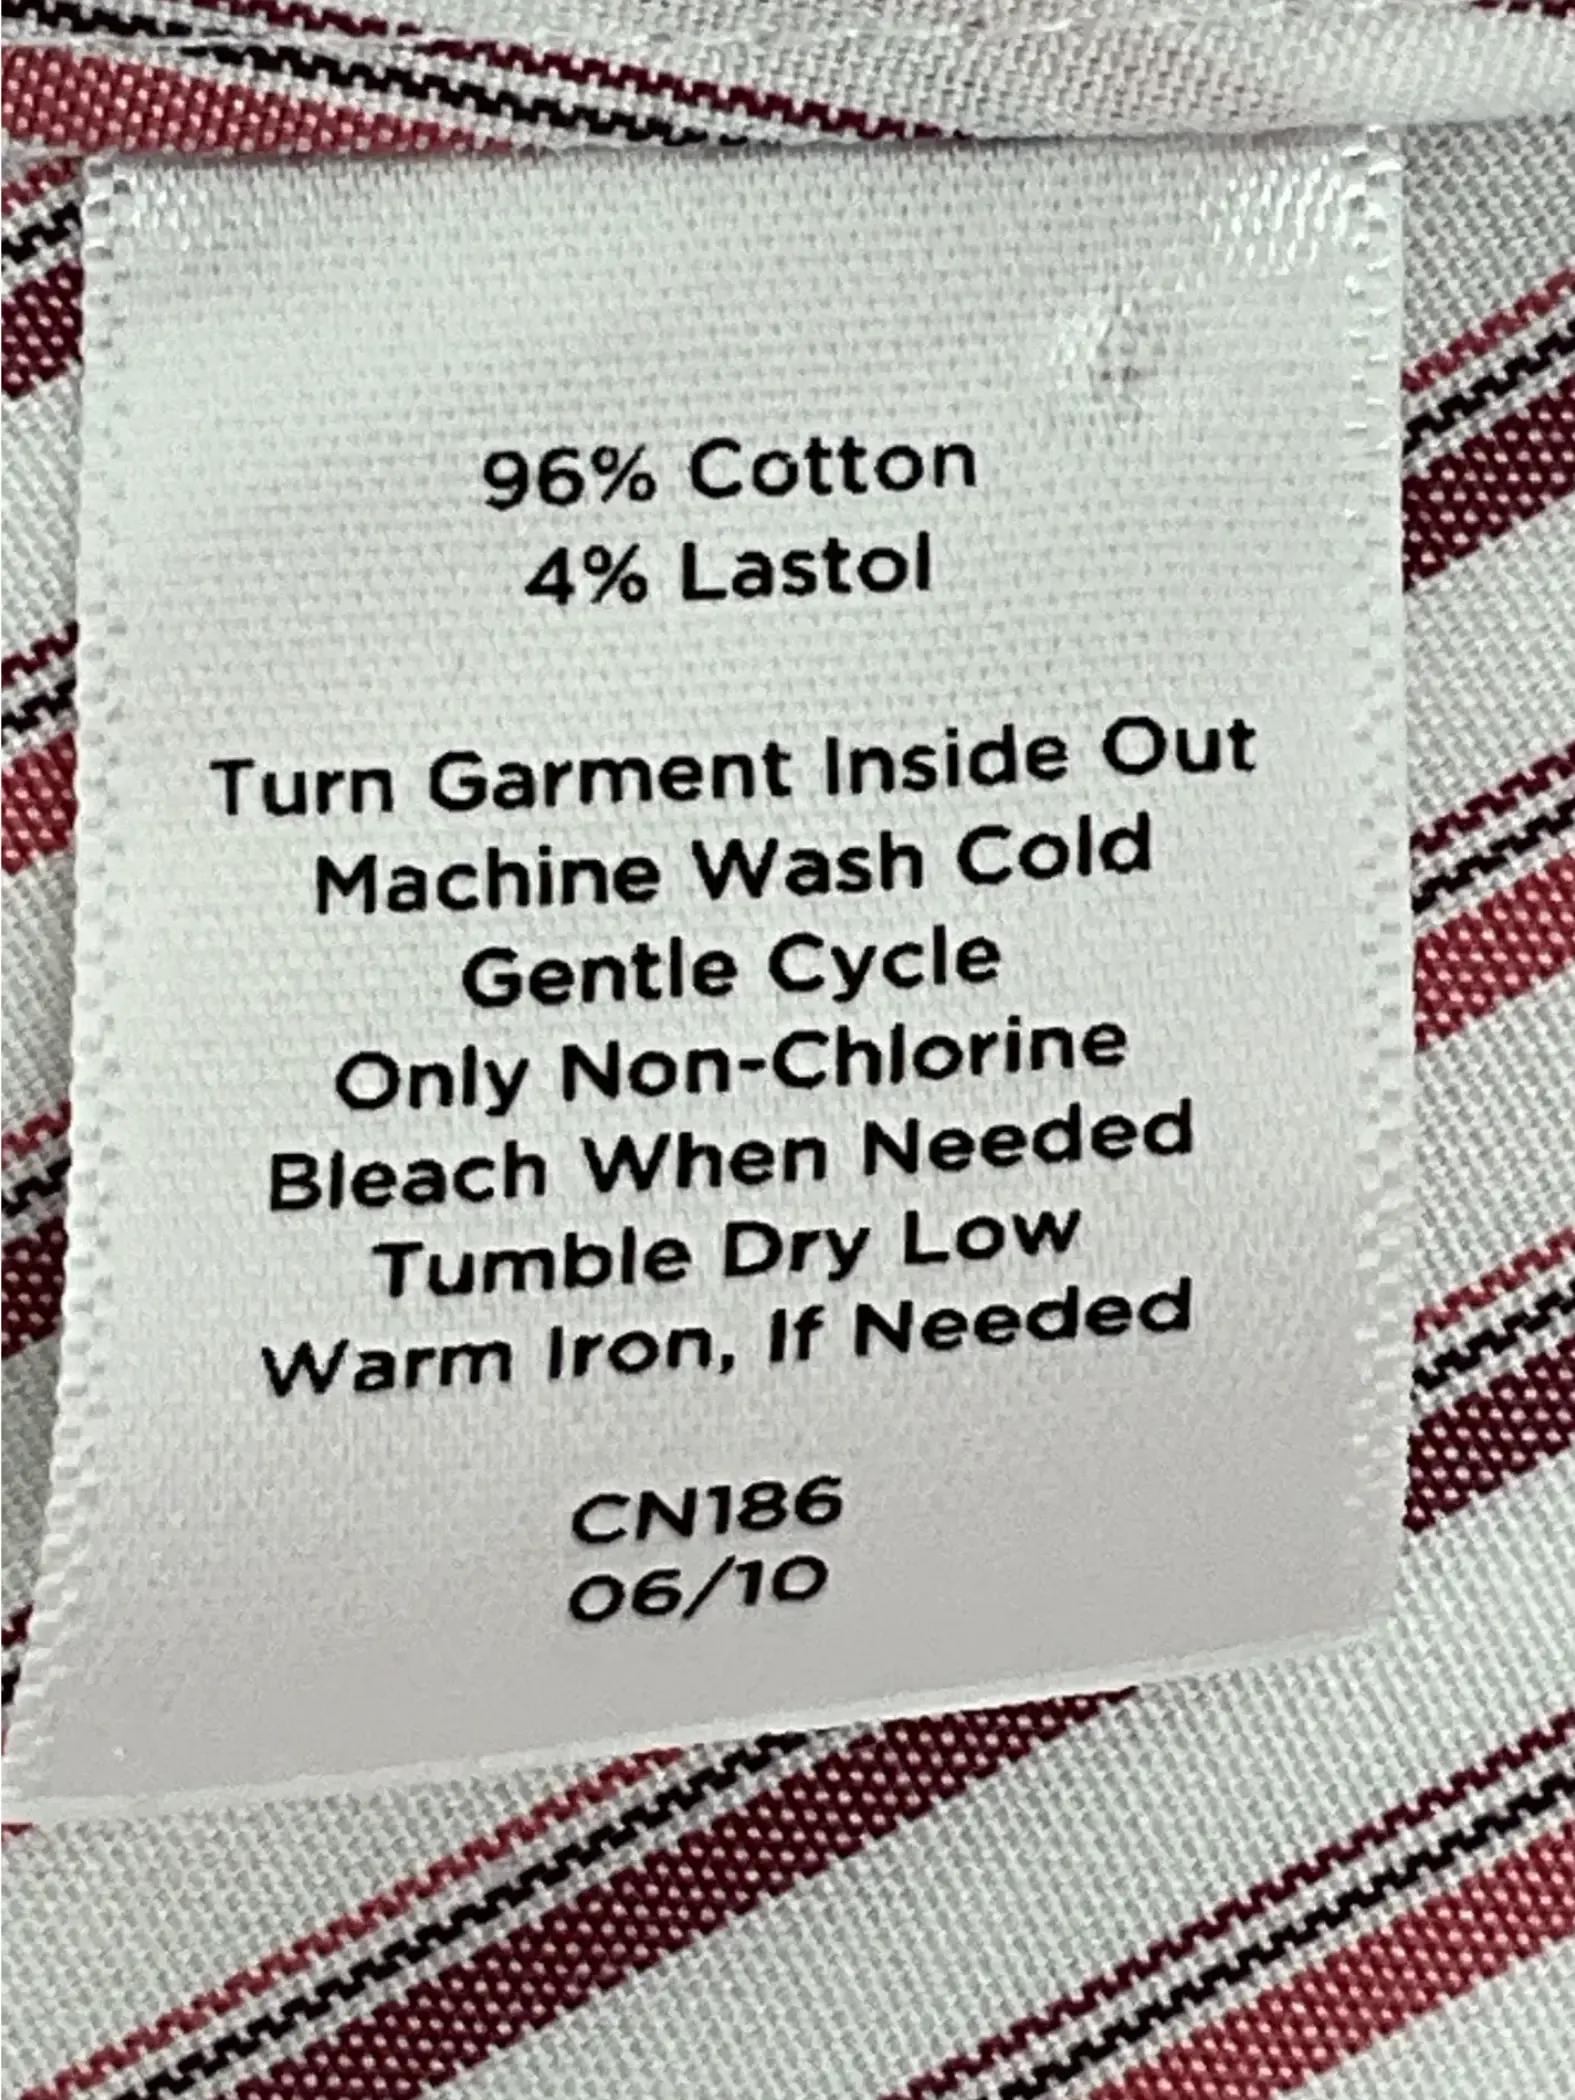 96% Cotton
4% Lastol
Turn Garment Inside Out
Machine Wash Cold
Gentle Cycle
Only Non-Chlorine
Bleach When Needed
Tumble Dry Low
Warm Iron, If Needed
CN186
06/10